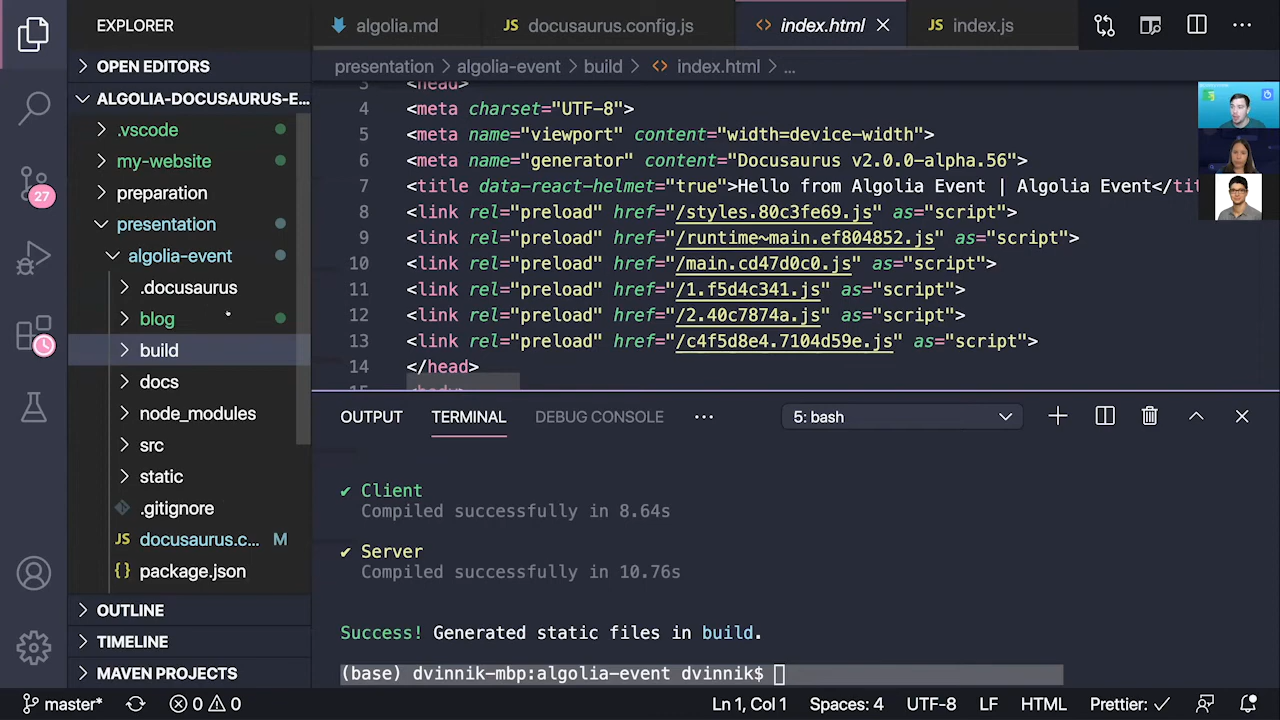 EXPLORER
algolia.md
JS docusaurus.config.js
<> index.html
JS index.js
OPEN EDITORS
ALGOLIA-DOCUSAURUS-E...
.vscode
my-website
preparation
presentation
algolia-event
.docusaurus
blog
build
docs
node_modules
src
static
.gitignore
JS docusaurus.c... M
{} package.json
OUTLINE
TIMELINE
MAVEN PROJECTS
27
presentation > algolia-event > build > <> index.html > ...
3 <head>
4 <meta charset="UTF-8">
5 <meta name="viewport" content="width=device-width">
6 <meta name="generator" content="Docusaurus v2.0.0-alpha.56">
7 <title data-react-helmet="true">Hello from Algolia Event | Algolia Event</tit
8 <link rel="preload" href="/styles.80c3fe69.js" as="script">
9 <link rel="preload" href="/runtime~main.ef804852.js" as="script">
10 <link rel="preload" href="/main.cd47d0c0.js" as="script">
11 <link rel="preload" href="/1.f5d4c341.js" as="script">
12 <link rel="preload" href="/2.40c7874a.js" as="script">
13 <link rel="preload" href="/c4f5d8e4.7104d59e.js" as="script">
14 </head>
15 <body>
OUTPUT TERMINAL DEBUG CONSOLE ... 5: bash
✔ Client
Compiled successfully in 8.64s
✔ Server
Compiled successfully in 10.76s
Success! Generated static files in build.
(base) dvinnik-mbp:algolia-event dvinnik$
master* 0 0 Ln 1, Col 1 Spaces: 4 UTF-8 LF HTML Prettier: ✓